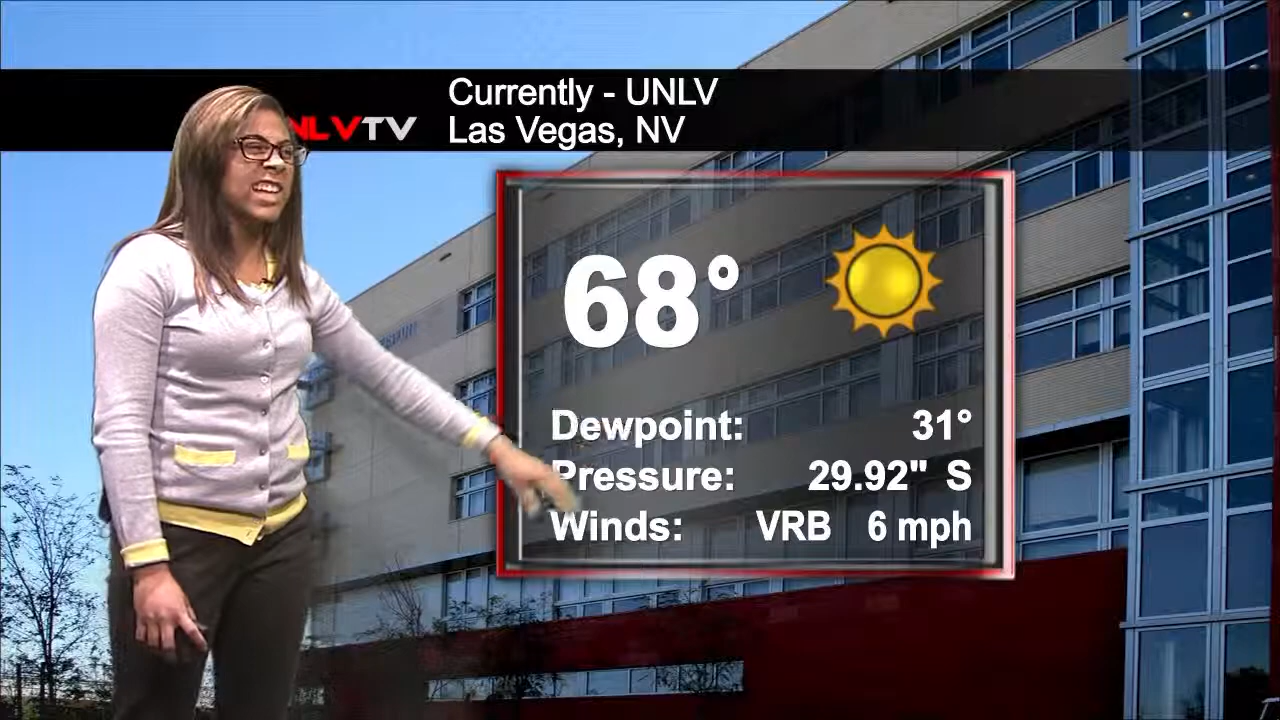 Currently - UNLV
NLVTV Las Vegas, NV
68°
Dewpoint: 31°
Pressure: 29.92" S
Winds: VRB 6 mph